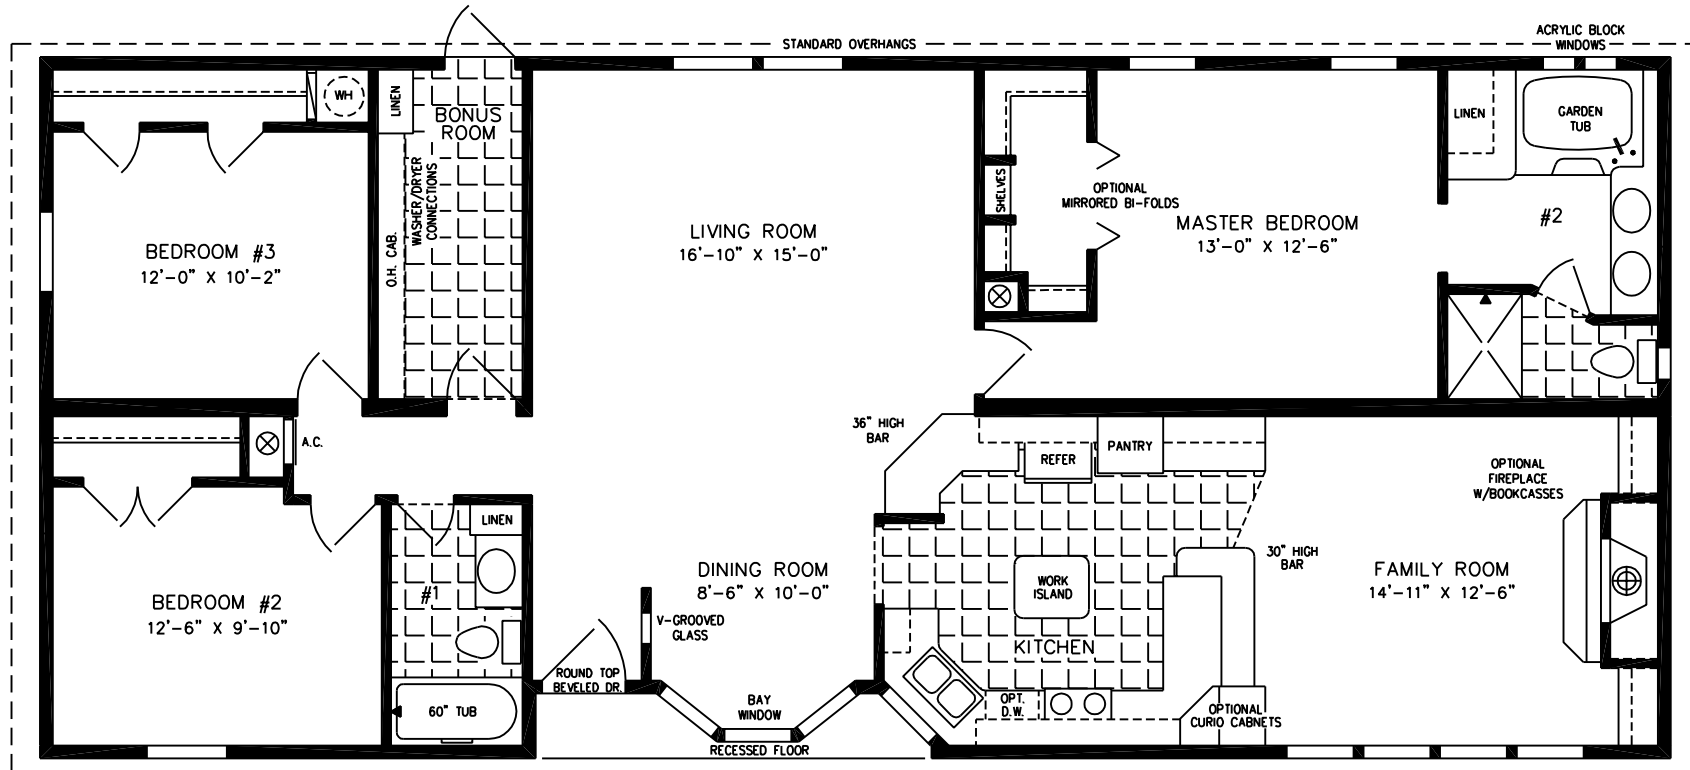 STANDARD OVERHANGS
ACRYLIC BLOCK
WINDOWS
WH
LINEN
BONUS
ROOM
WASHER/DRYER
CONNECTIONS
O.H. CAB.
BEDROOM #3
12'-0" X 10'-2"
LIVING ROOM
16'-10" X 15'-0"
SHELVES
OPTIONAL
MIRRORED BI-FOLDS
MASTER BEDROOM
13'-0" X 12'-6"
LINEN
GARDEN
TUB
#2
A.C.
36" HIGH
BAR
REFER
PANTRY
OPTIONAL
FIREPLACE
W/BOOKCASSES
LINEN
#1
BEDROOM #2
12'-6" X 9'-10"
DINING ROOM
8'-6" X 10'-0"
V-GROOVED
GLASS
WORK
ISLAND
30" HIGH
BAR
FAMILY ROOM
14'-11" X 12'-6"
KITCHEN
ROUND TOP
BEVELED DR.
60" TUB
BAY
WINDOW
RECESSED FLOOR
OPT.
D.W.
OPTIONAL
CURIO CABNETS